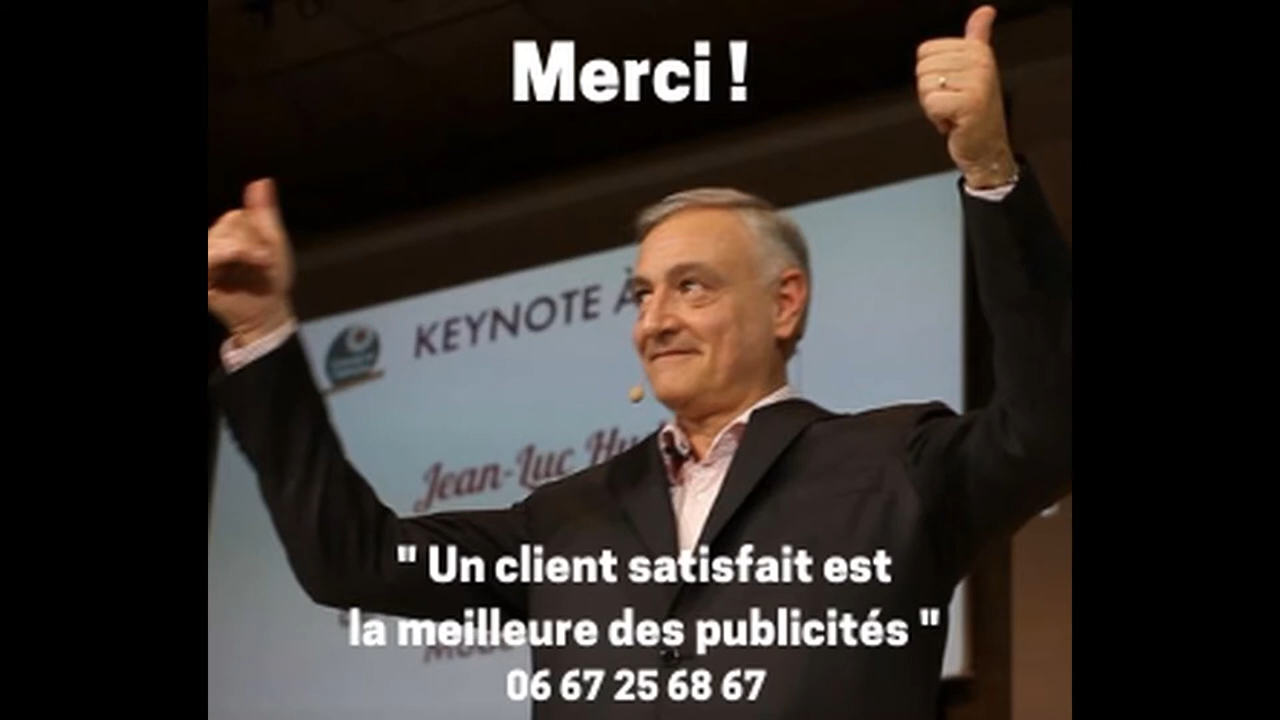 Merci !
KEYNOTE À
Jean-Luc
" Un client satisfait est
la meilleure des publicités "
06 67 25 68 67